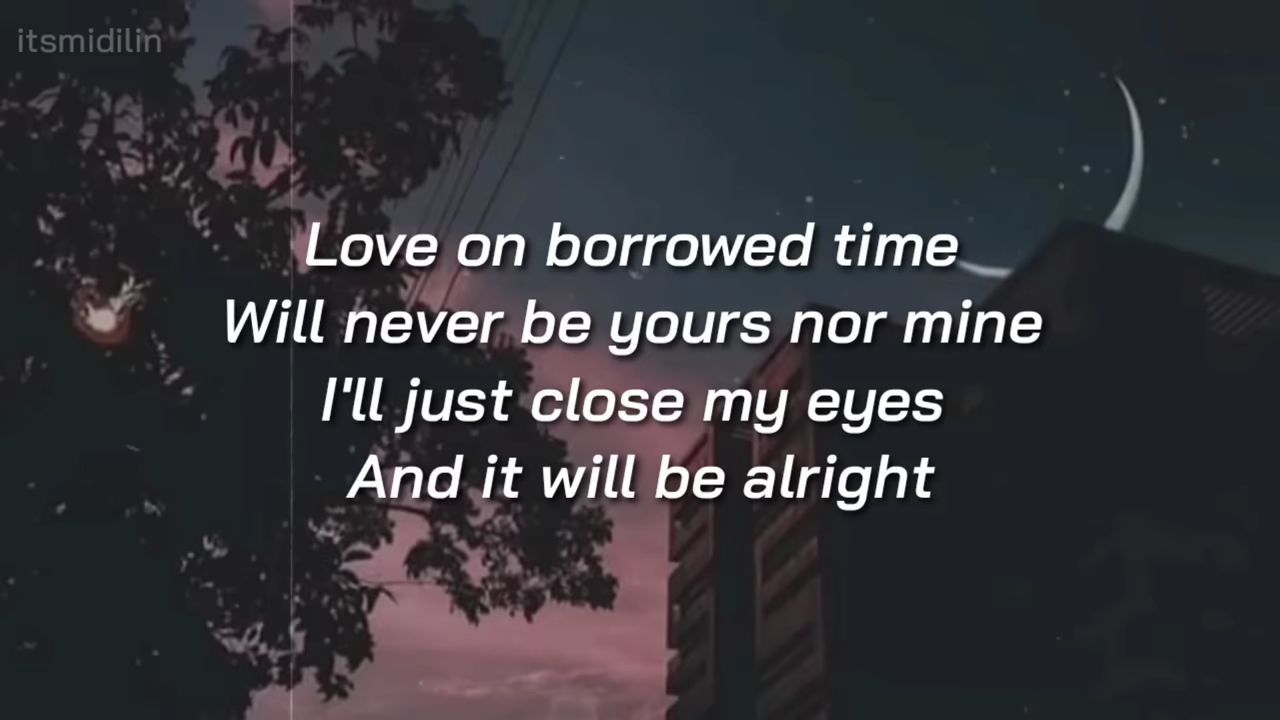 itsmidilin
Love on borrowed time
Will never be yours nor mine
I'll just close my eyes
And it will be alright